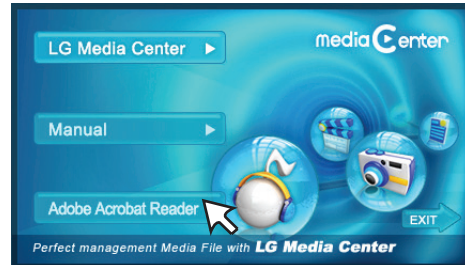 LG Media Center
media Center
Manual
Adobe Acrobat Reader
EXIT
Perfect management Media File with LG Media Center